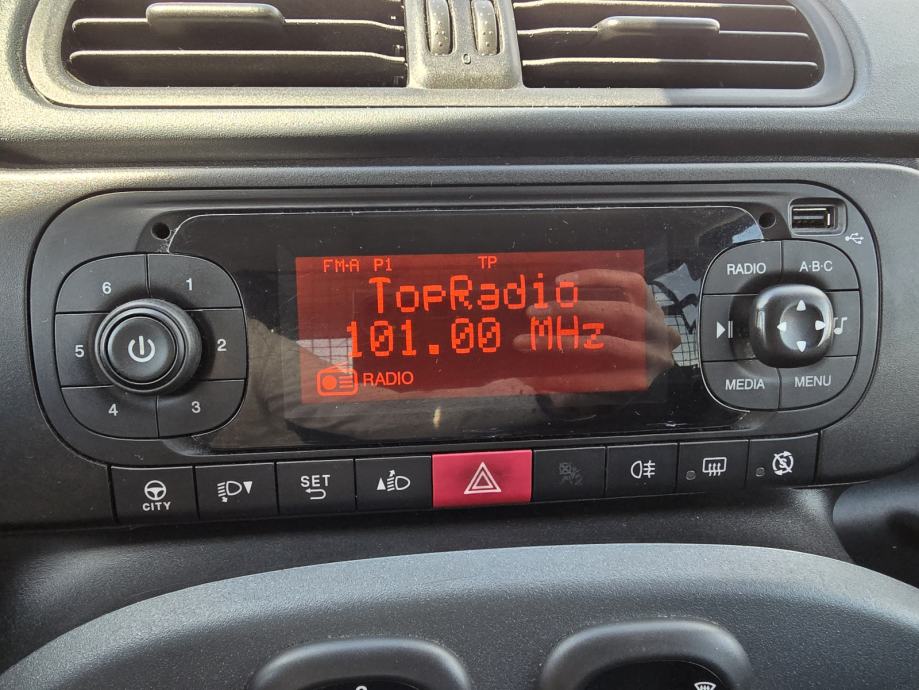 0
FM-A P1 TP
TopRadio
101.00 MHz
RADIO
6 1
5 2
4 3
RADIO A·B·C
MEDIA MENU
CITY
SET